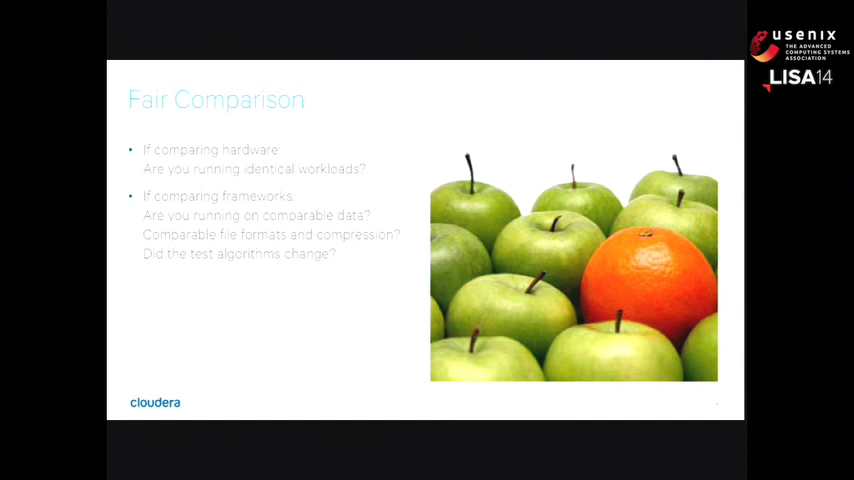 usenix
THE ADVANCED
COMPUTING SYSTEMS
ASSOCIATION
LISA14
Fair Comparison
• If comparing hardware:
Are you running identical workloads?
• If comparing frameworks:
Are you running on comparable data?
Comparable file formats and compression?
Did the test algorithms change?
cloudera